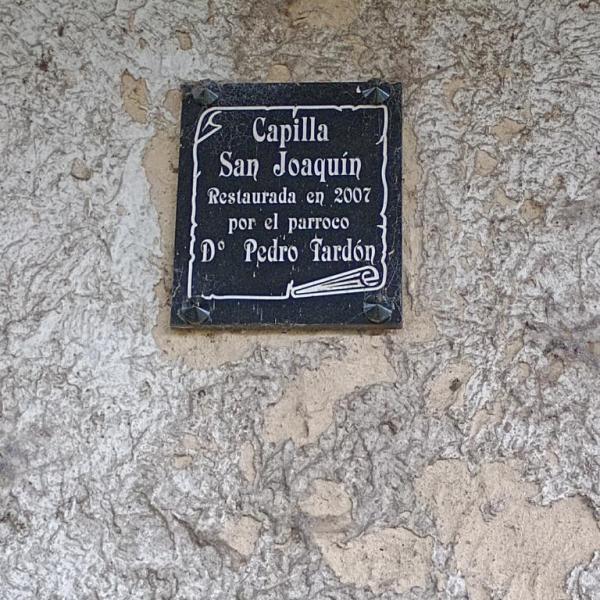 Capilla
San Joaquín
Restaurada en 2007
por el parroco
Dº Pedro Tardón